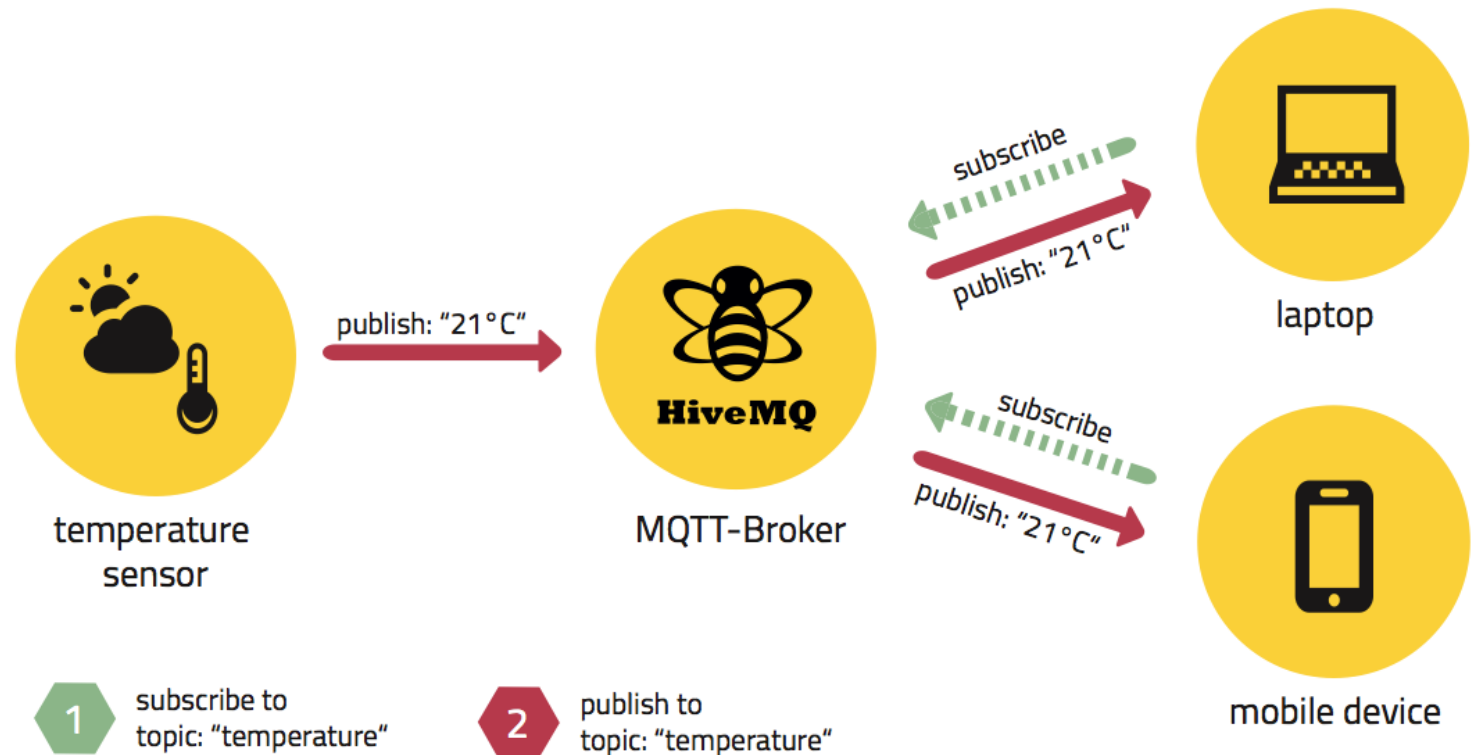 subscribe
publish: “21°C“
laptop
publish: “21°C“
HiveMQ
subscribe
publish: “21°C“
temperature
sensor
MQTT-Broker
mobile device
1
subscribe to
topic: “temperature“
2
publish to
topic: “temperature“